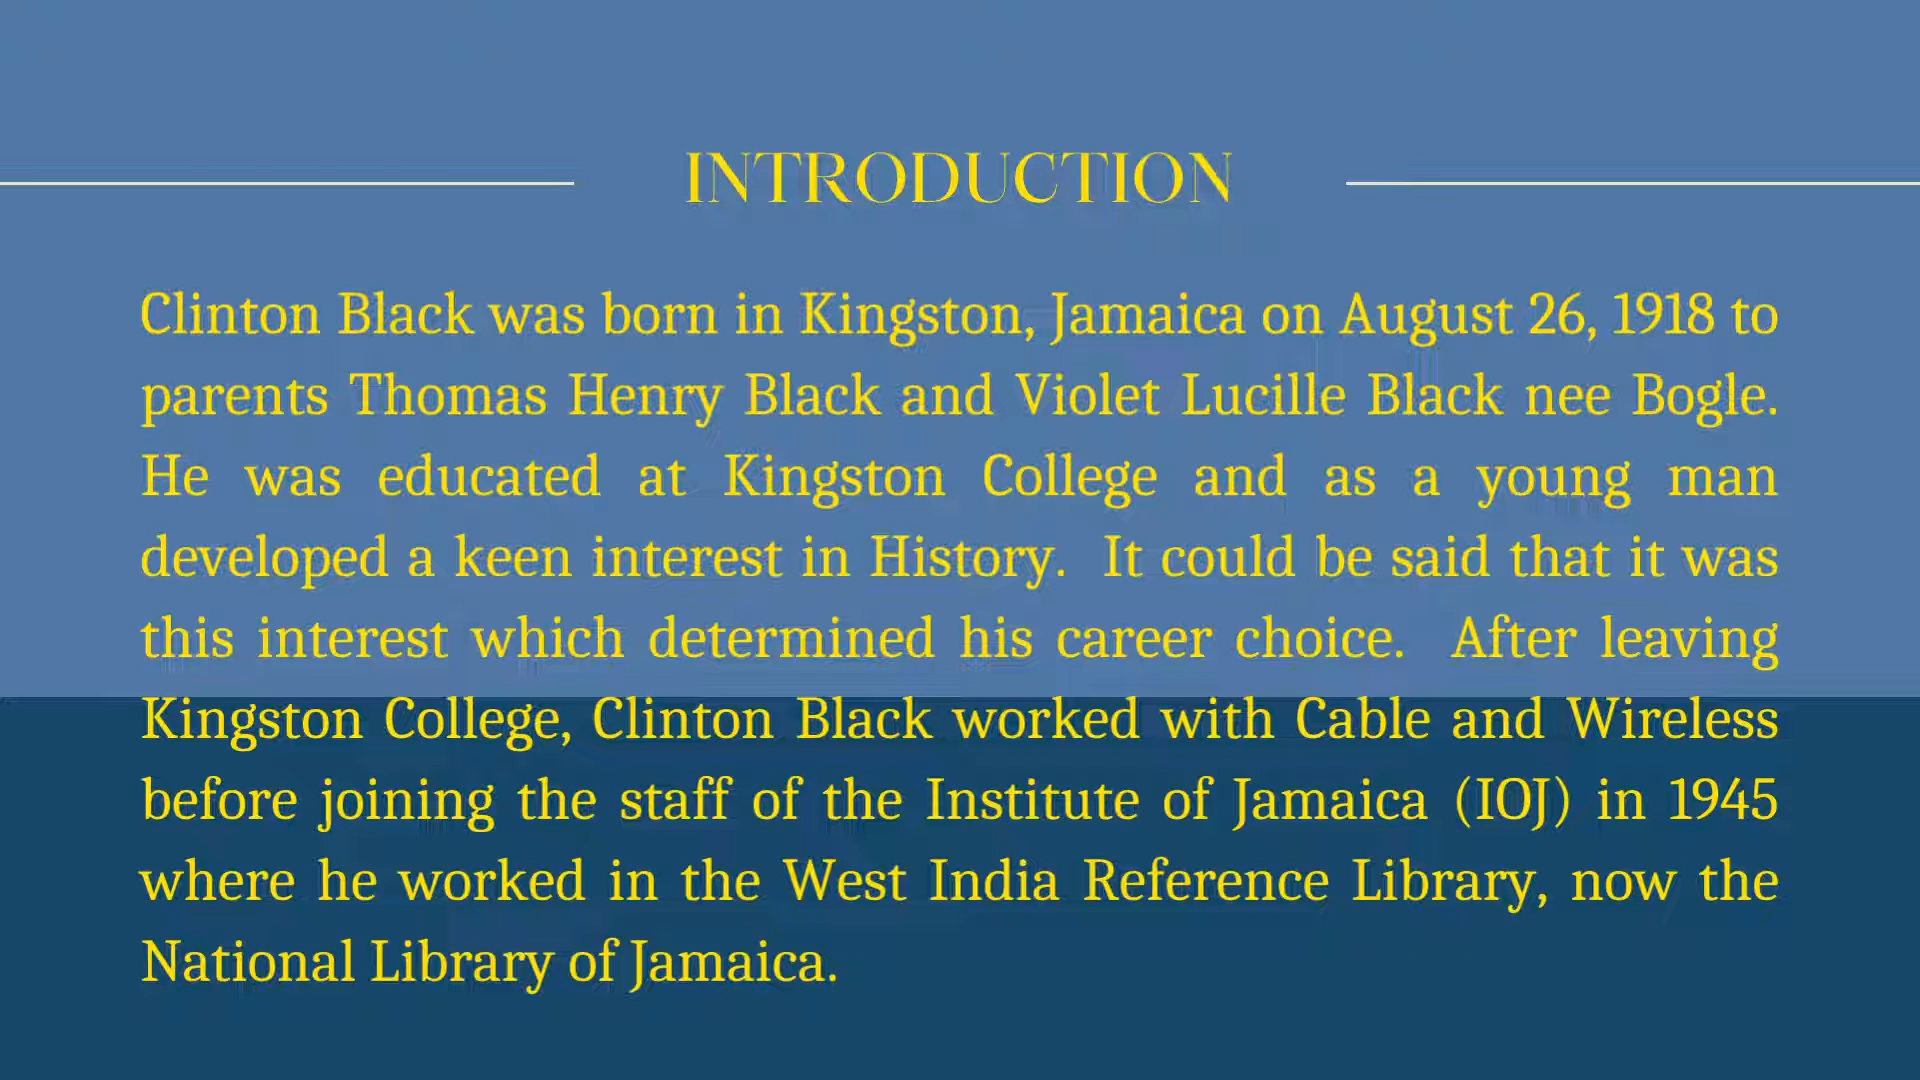 INTRODUCTION
Clinton Black was born in Kingston, Jamaica on August 26, 1918 to
parents Thomas Henry Black and Violet Lucille Black nee Bogle.
He was educated at Kingston College and as a young man
developed a keen interest in History.  It could be said that it was
this interest which determined his career choice.  After leaving
Kingston College, Clinton Black worked with Cable and Wireless
before joining the staff of the Institute of Jamaica (IOJ) in 1945
where he worked in the West India Reference Library, now the
National Library of Jamaica.